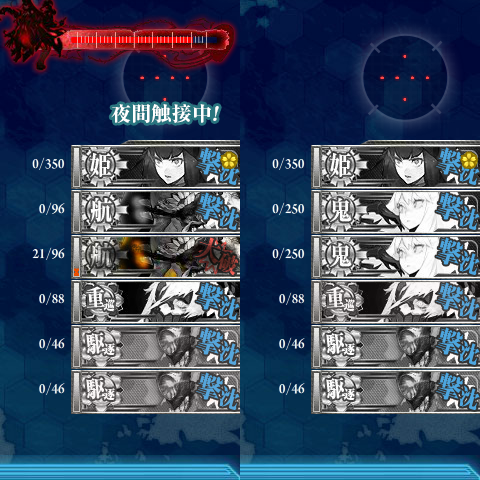 夜間触接中!
0/350 姫 撃沈
0/96 航 撃沈
21/96 航
0/88 重巡 撃沈
0/46 駆逐 撃沈
0/46 駆逐 撃沈
0/350 姫 撃沈
0/250 鬼 撃沈
0/250 鬼 撃沈
0/88 重巡 撃沈
0/46 駆逐 撃沈
0/46 駆逐 撃沈